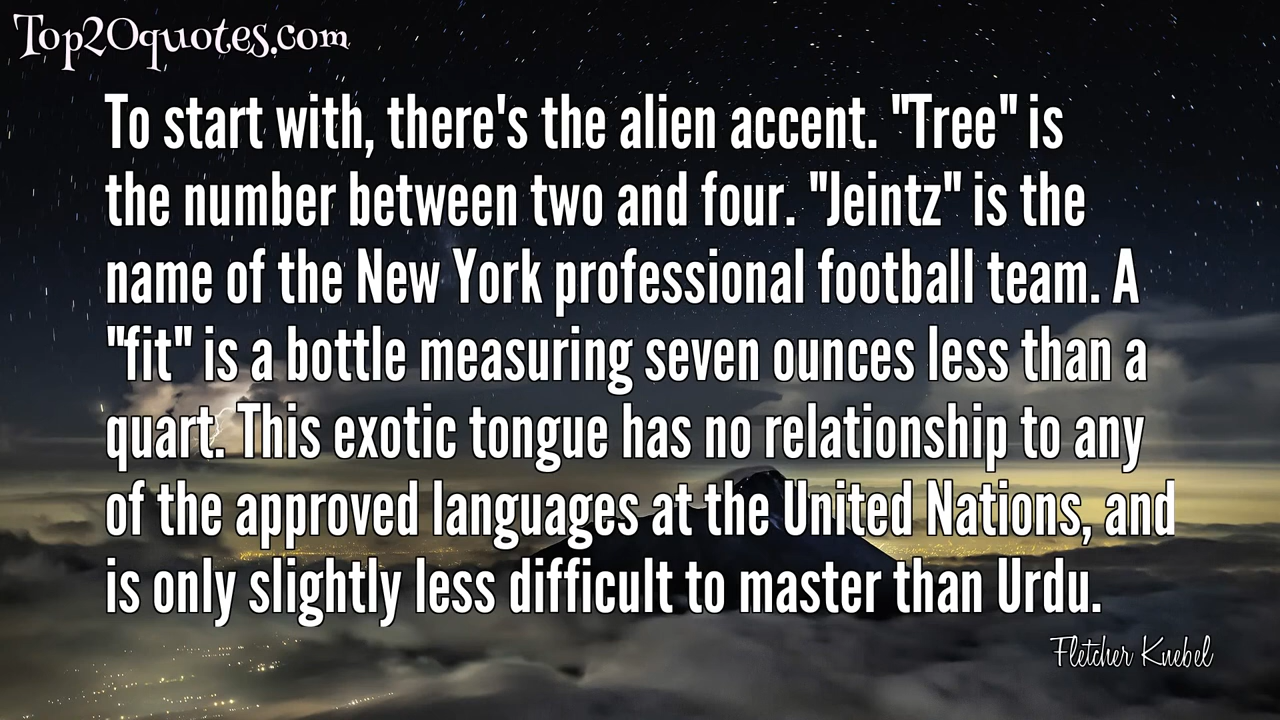 Top20quotes.com
To start with, there's the alien accent. "Tree" is
the number between two and four. "Jeintz" is the
name of the New York professional football team. A
"fit" is a bottle measuring seven ounces less than a
quart. This exotic tongue has no relationship to any
of the approved languages at the United Nations, and
is only slightly less difficult to master than Urdu.
Fletcher Knebel